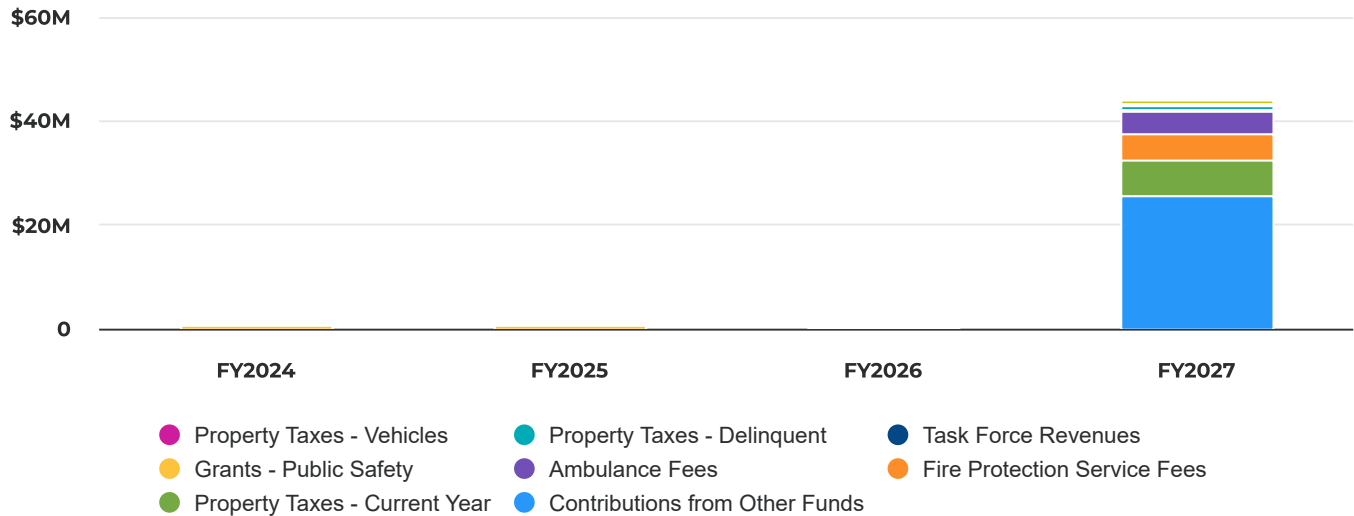 $60M
$40M
$20M
0
FY2024 FY2025 FY2026 FY2027
Property Taxes - Vehicles Property Taxes - Delinquent Task Force Revenues
Grants - Public Safety Ambulance Fees Fire Protection Service Fees
Property Taxes - Current Year Contributions from Other Funds